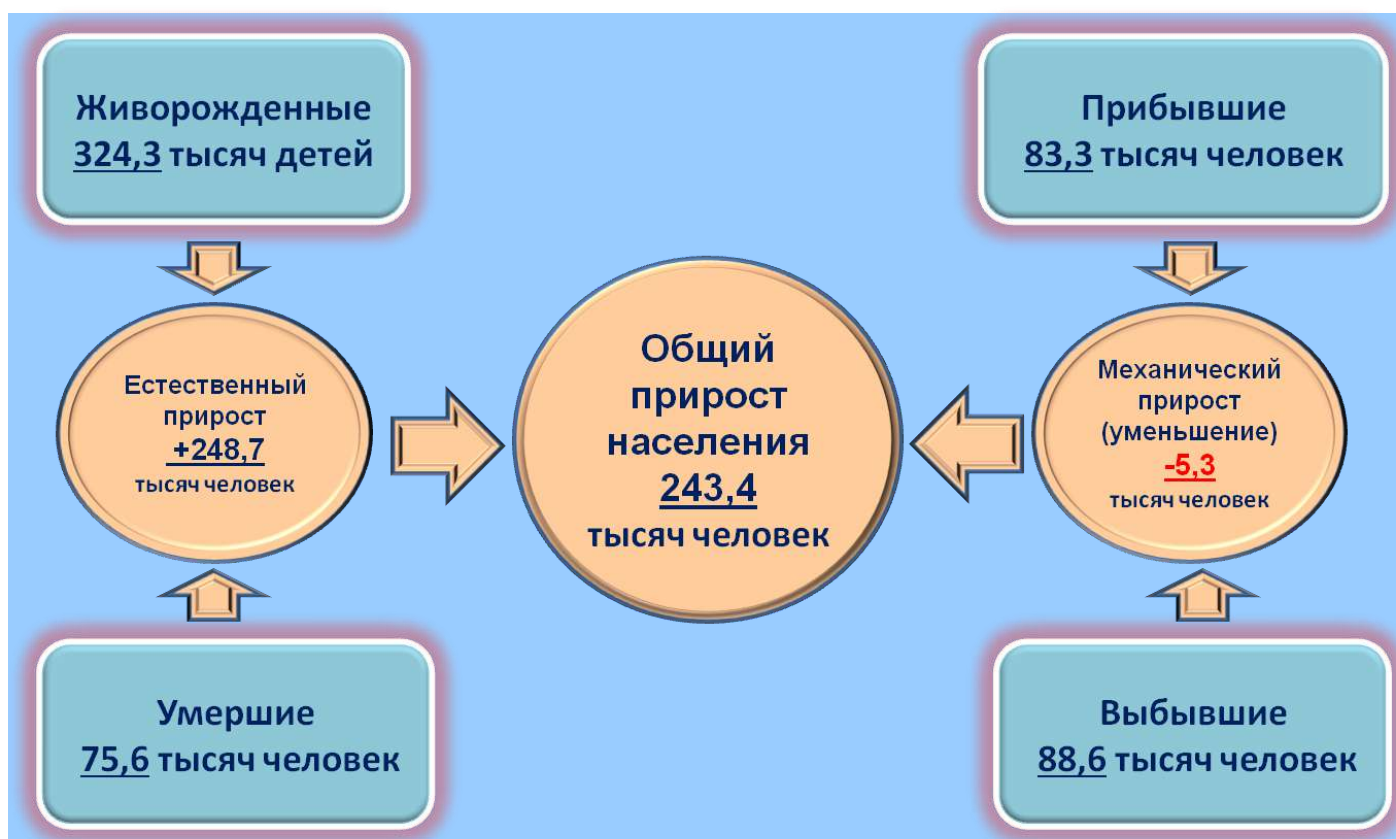 Живорожденные
324,3 тысяч детей
Прибывшие
83,3 тысяч человек
Естественный
прирост
+248,7
тысяч человек
Общий
прирост
населения
243,4
тысяч человек
Механический
прирост
(уменьшение)
-5,3
тысяч человек
Умершие
75,6 тысяч человек
Выбывшие
88,6 тысяч человек